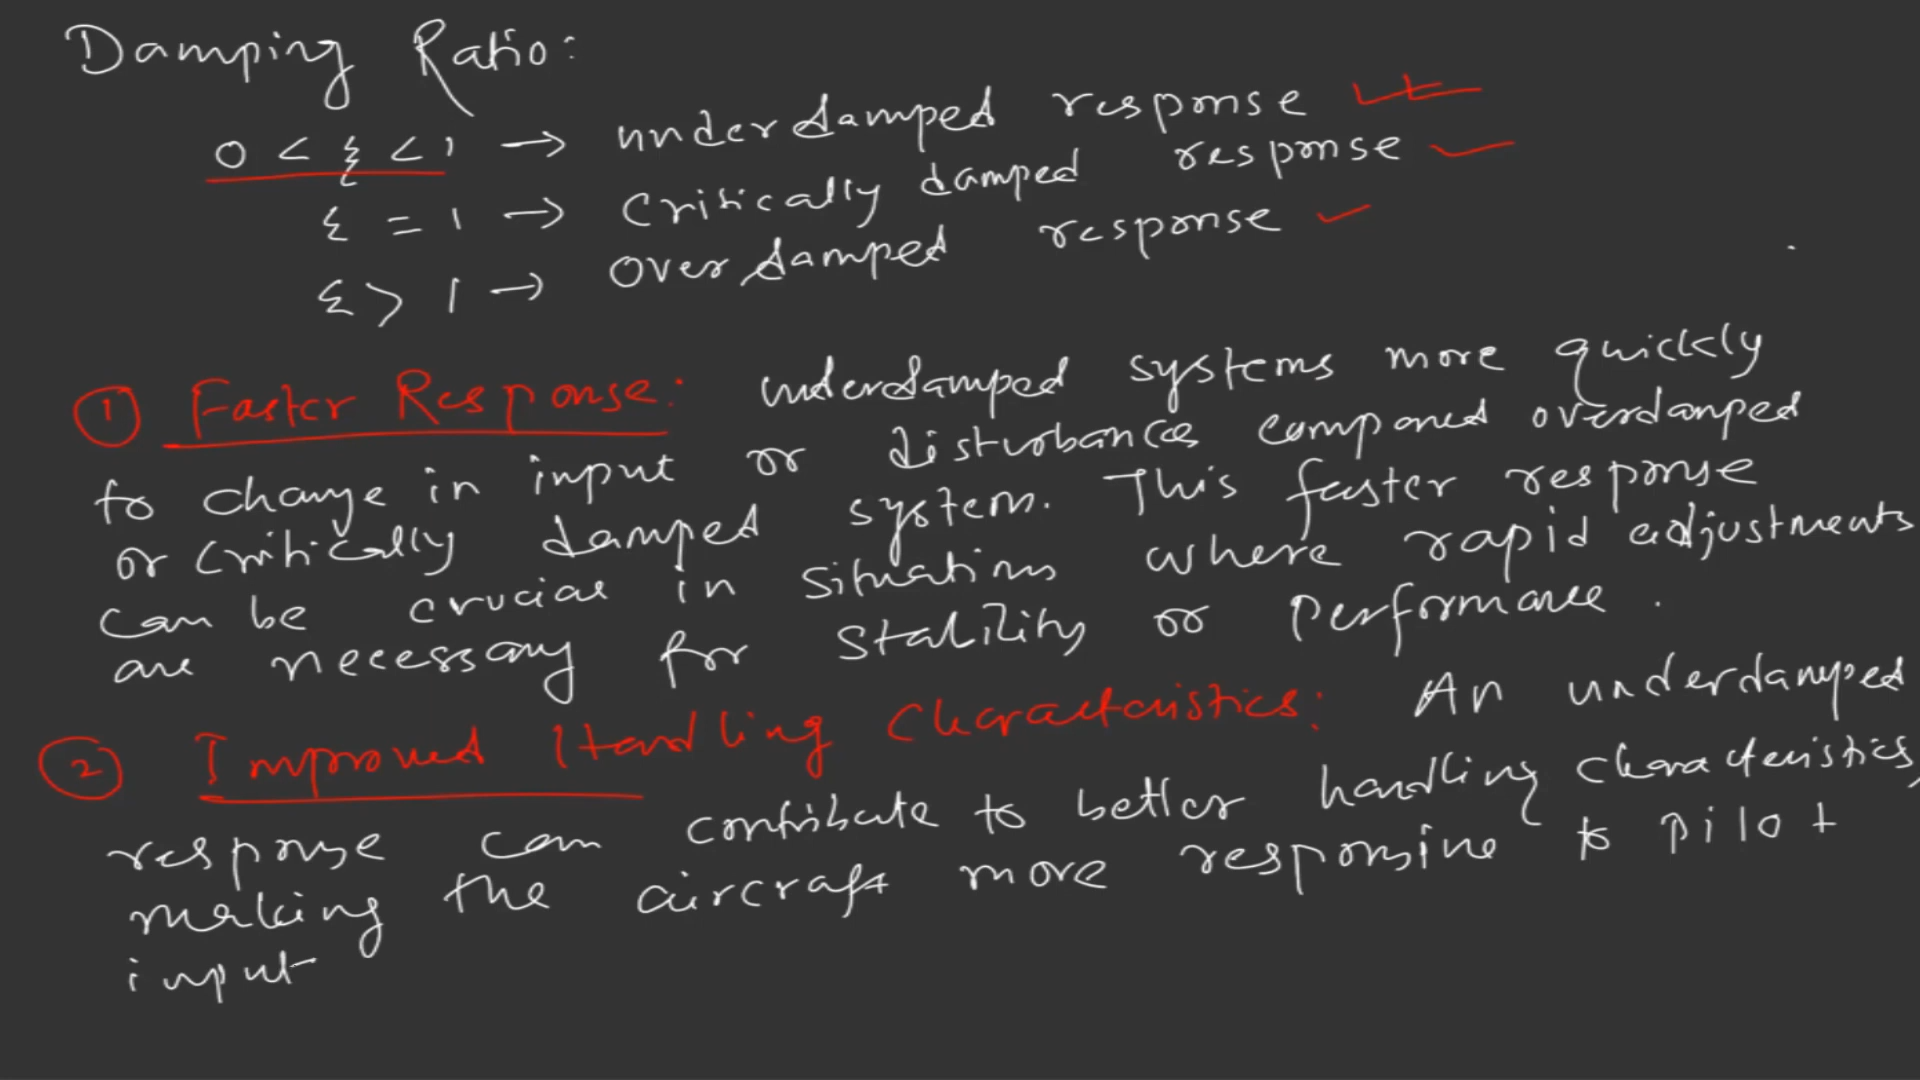 Damping Ratio:
0 < ξ < 1 → underdamped response
ξ = 1 → Critically damped response
ξ > 1 → Over damped response
① Faster Response: underdamped systems more quickly
to change in input or disturbances compared overdamped
or critically damped system. This faster response
can be crucial in situations where rapid adjustments
are necessary for stability or performance.
② Improved Handling Characteristics: An underdamped
response can contribute to better handling characteristics,
making the aircraft more responsive to pilot
input